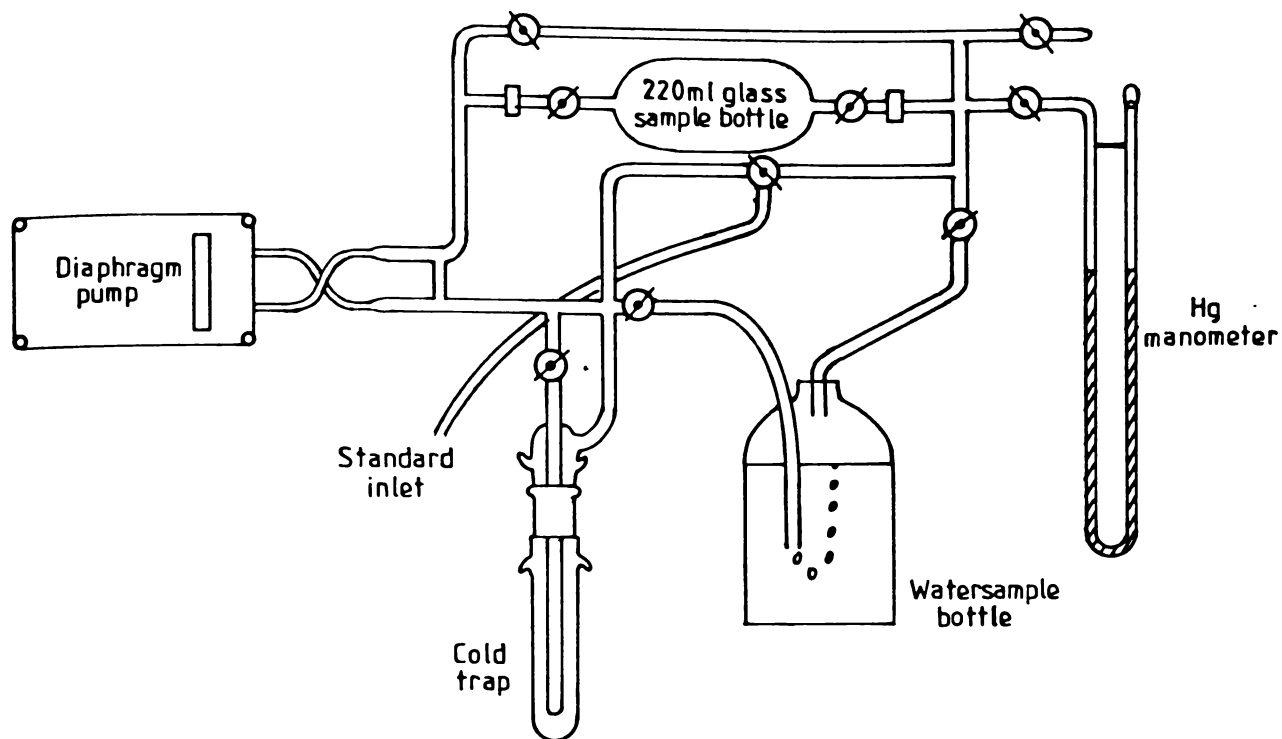 220ml glass
sample bottle
Diaphragm
pump
Hg
manometer
Standard
inlet
Watersample
bottle
Cold
trap